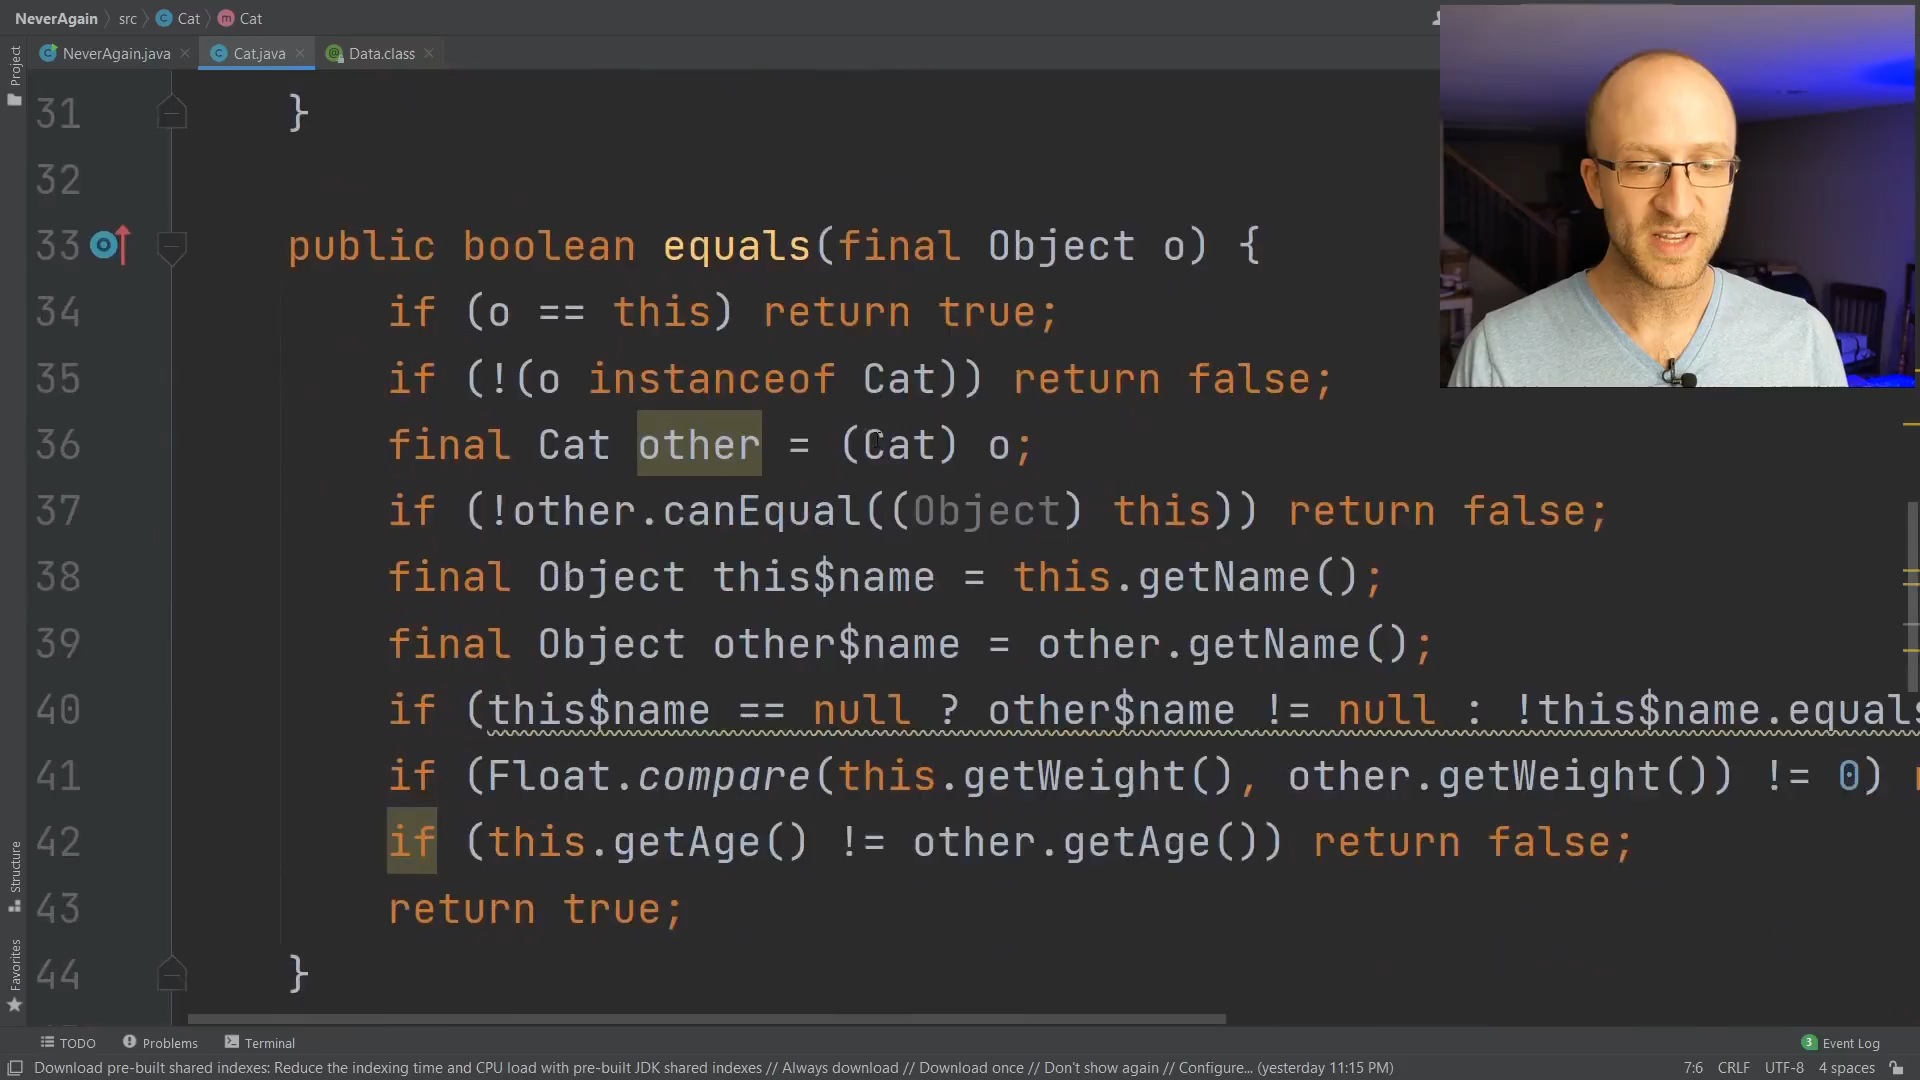 NeverAgain src Cat Cat
NeverAgain.java Cat.java Data.class
Project
31 }
32
33 public boolean equals(final Object o) {
34 if (o == this) return true;
35 if (!(o instanceof Cat)) return false;
36 final Cat other = (Cat) o;
37 if (!other.canEqual((Object) this)) return false;
38 final Object this$name = this.getName();
39 final Object other$name = other.getName();
40 if (this$name == null ? other$name != null : !this$name.equals
41 if (Float.compare(this.getWeight(), other.getWeight()) != 0)
42 if (this.getAge() != other.getAge()) return false;
43 return true;
44 }
Structure
Favorites
TODO Problems Terminal 3 Event Log
Download pre-built shared indexes: Reduce the indexing time and CPU load with pre-built JDK shared indexes // Always download // Download once // Don't show again // Configure... (yesterday 11:15 PM) 7:6 CRLF UTF-8 4 spaces